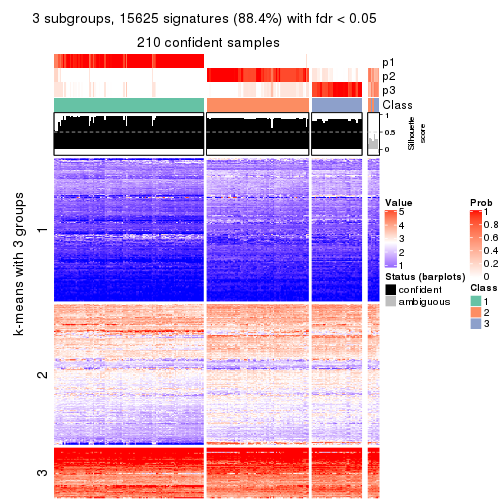 3 subgroups, 15625 signatures (88.4%) with fdr < 0.05
210 confident samples
p1
p2
p3
Class
1
0.5
0
Silhouette
score
k-means with 3 groups
1
2
3
Value
5
4
3
2
1
Status (barplots)
confident
ambiguous
Prob
1
0.8
0.6
0.4
0.2
0
Class
1
2
3